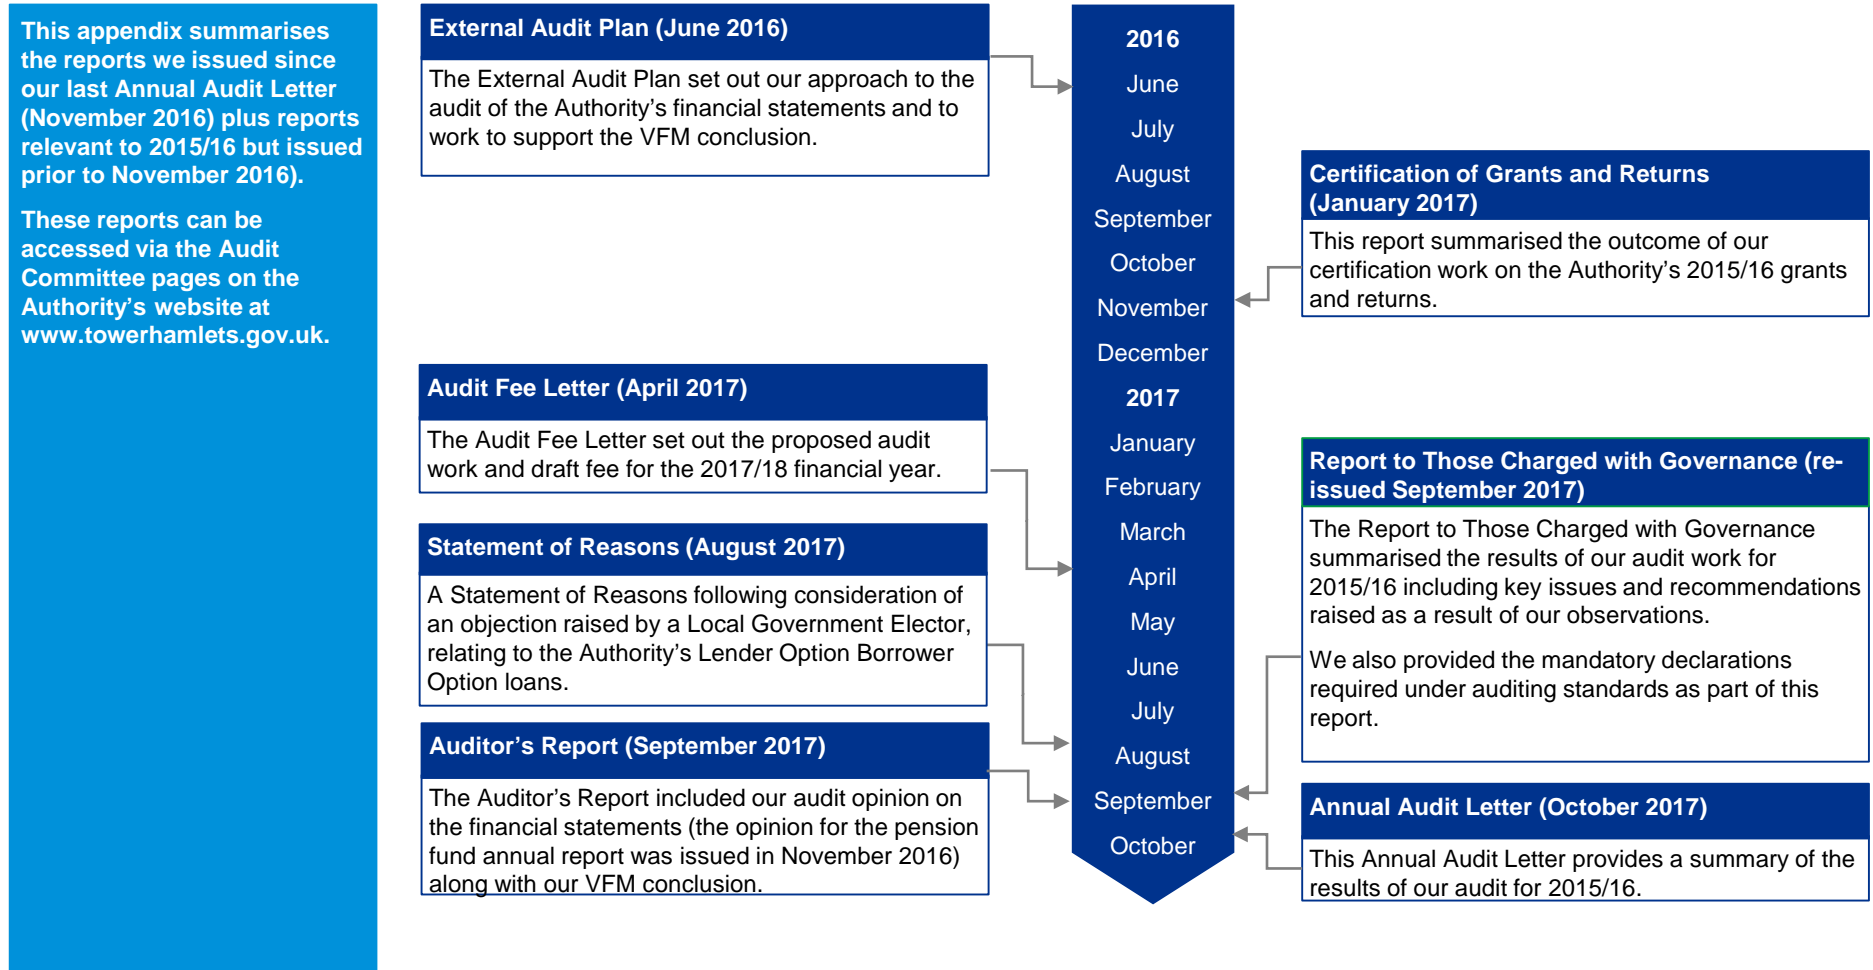 This appendix summarises
the reports we issued since
our last Annual Audit Letter
(November 2016) plus reports
relevant to 2015/16 but issued
prior to November 2016).
These reports can be
accessed via the Audit
Committee pages on the
Authority’s website at
www.towerhamlets.gov.uk.
External Audit Plan (June 2016)
The External Audit Plan set out our approach to the
audit of the Authority’s financial statements and to
work to support the VFM conclusion.
Audit Fee Letter (April 2017)
The Audit Fee Letter set out the proposed audit
work and draft fee for the 2017/18 financial year.
Statement of Reasons (August 2017)
A Statement of Reasons following consideration of
an objection raised by a Local Government Elector,
relating to the Authority’s Lender Option Borrower
Option loans.
Auditor’s Report (September 2017)
The Auditor’s Report included our audit opinion on
the financial statements (the opinion for the pension
fund annual report was issued in November 2016)
along with our VFM conclusion.
2016
June
July
August
September
October
November
December
2017
January
February
March
April
May
June
July
August
September
October
Certification of Grants and Returns
(January 2017)
This report summarised the outcome of our
certification work on the Authority’s 2015/16 grants
and returns.
Report to Those Charged with Governance (re-
issued September 2017)
The Report to Those Charged with Governance
summarised the results of our audit work for
2015/16 including key issues and recommendations
raised as a result of our observations.
We also provided the mandatory declarations
required under auditing standards as part of this
report.
Annual Audit Letter (October 2017)
This Annual Audit Letter provides a summary of the
results of our audit for 2015/16.